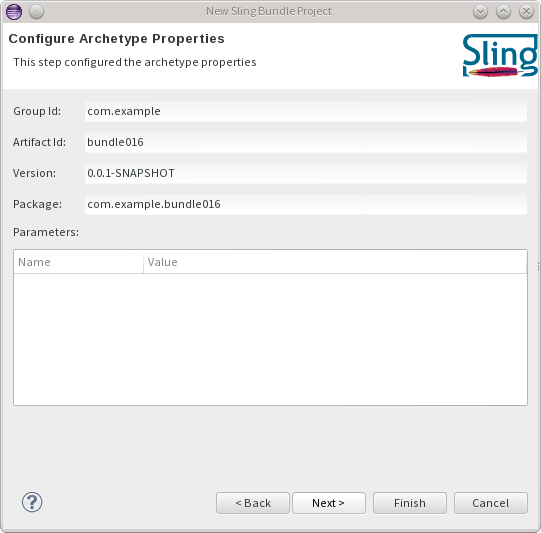 New Sling Bundle Project
Configure Archetype Properties
This step configured the archetype properties
Sling
Group Id: com.example
Artifact Id: bundle016
Version: 0.0.1-SNAPSHOT
Package: com.example.bundle016
Parameters:
Name Value
? < Back Next > Finish Cancel